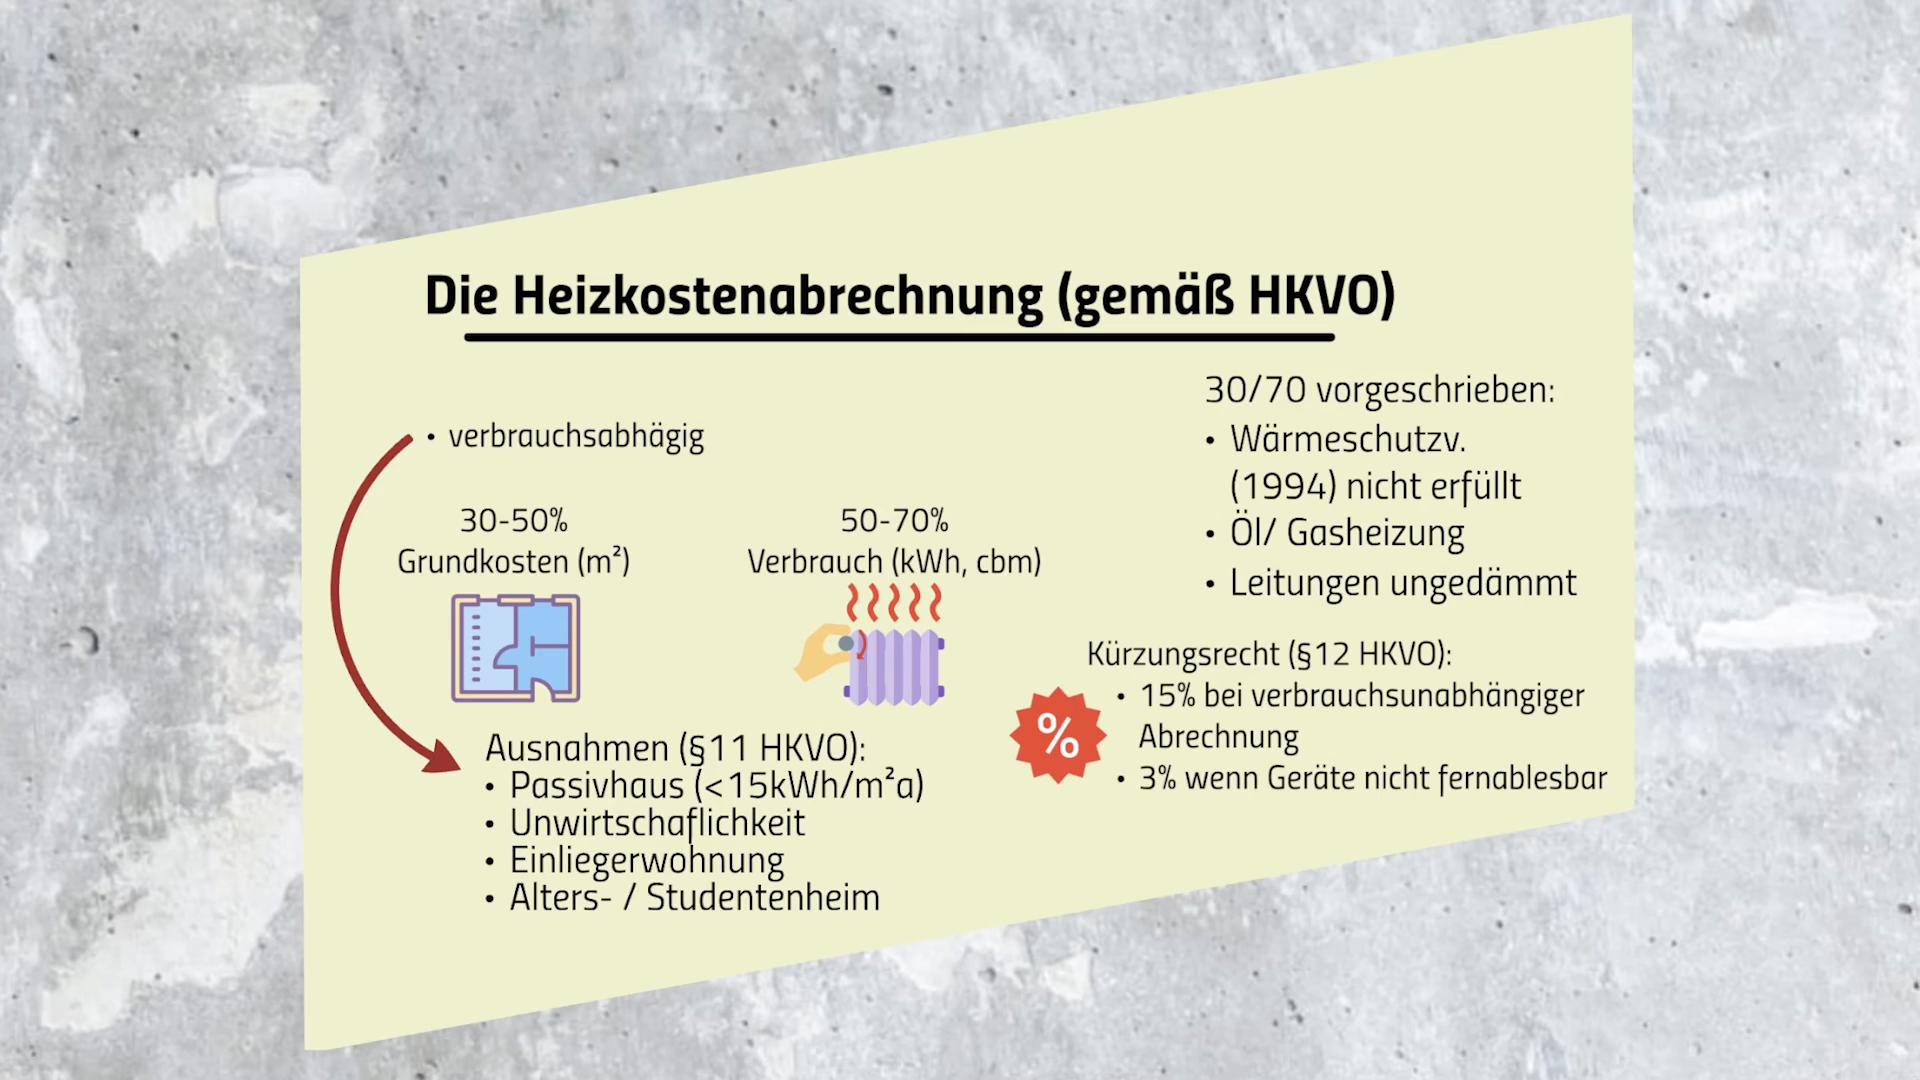 Die Heizkostenabrechnung (gemäß HKVO)
• verbrauchsabhägig
30-50%
Grundkosten (m²)
50-70%
Verbrauch (kWh, cbm)
30/70 vorgeschrieben:
• Wärmeschutzv.
(1994) nicht erfüllt
• Öl/ Gasheizung
• Leitungen ungedämmt
Kürzungsrecht (§12 HKVO):
• 15% bei verbrauchsunabhängiger
Abrechnung
• 3% wenn Geräte nicht fernablesbar
%
Ausnahmen (§11 HKVO):
• Passivhaus (<15kWh/m²a)
• Unwirtschaflichkeit
• Einliegerwohnung
• Alters- / Studentenheim